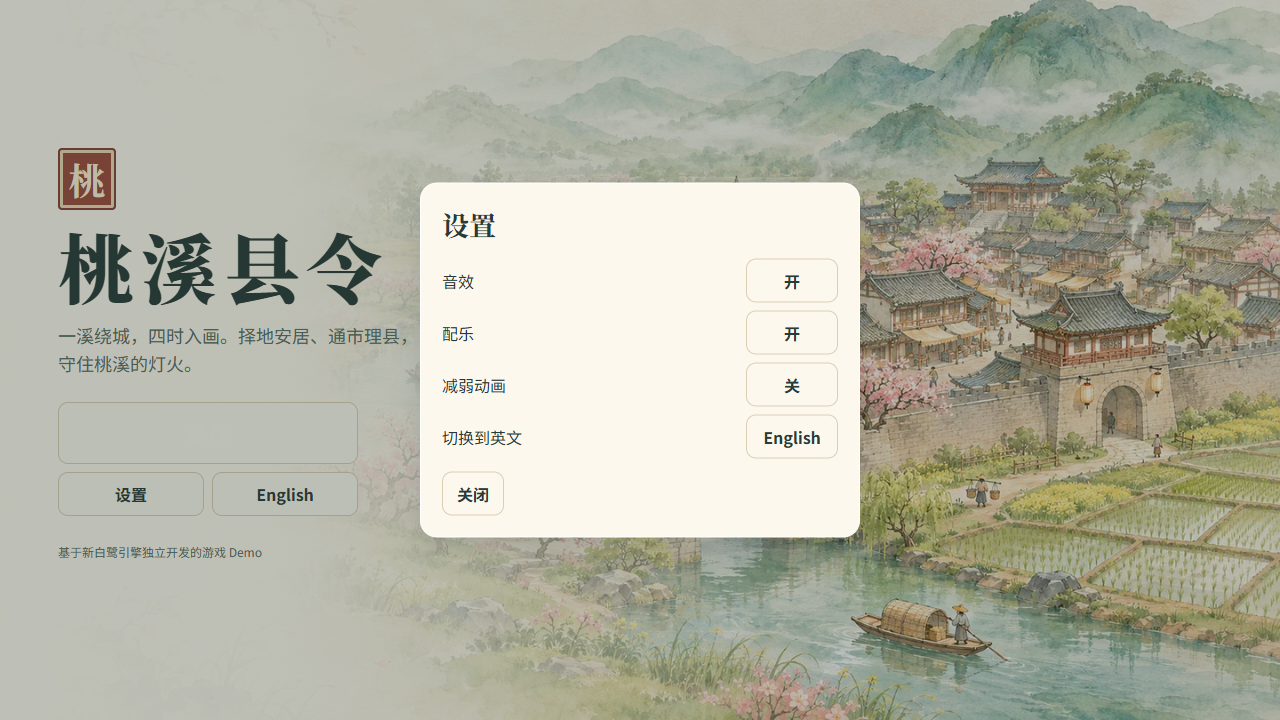 桃
桃溪县令
一溪绕城，四时入画。择地安居、通市理县，
守住桃溪的灯火。
设置
English
基于新白鹭引擎独立开发的游戏 Demo
设置
音效
开
配乐
开
减弱动画
关
切换到英文
English
关闭